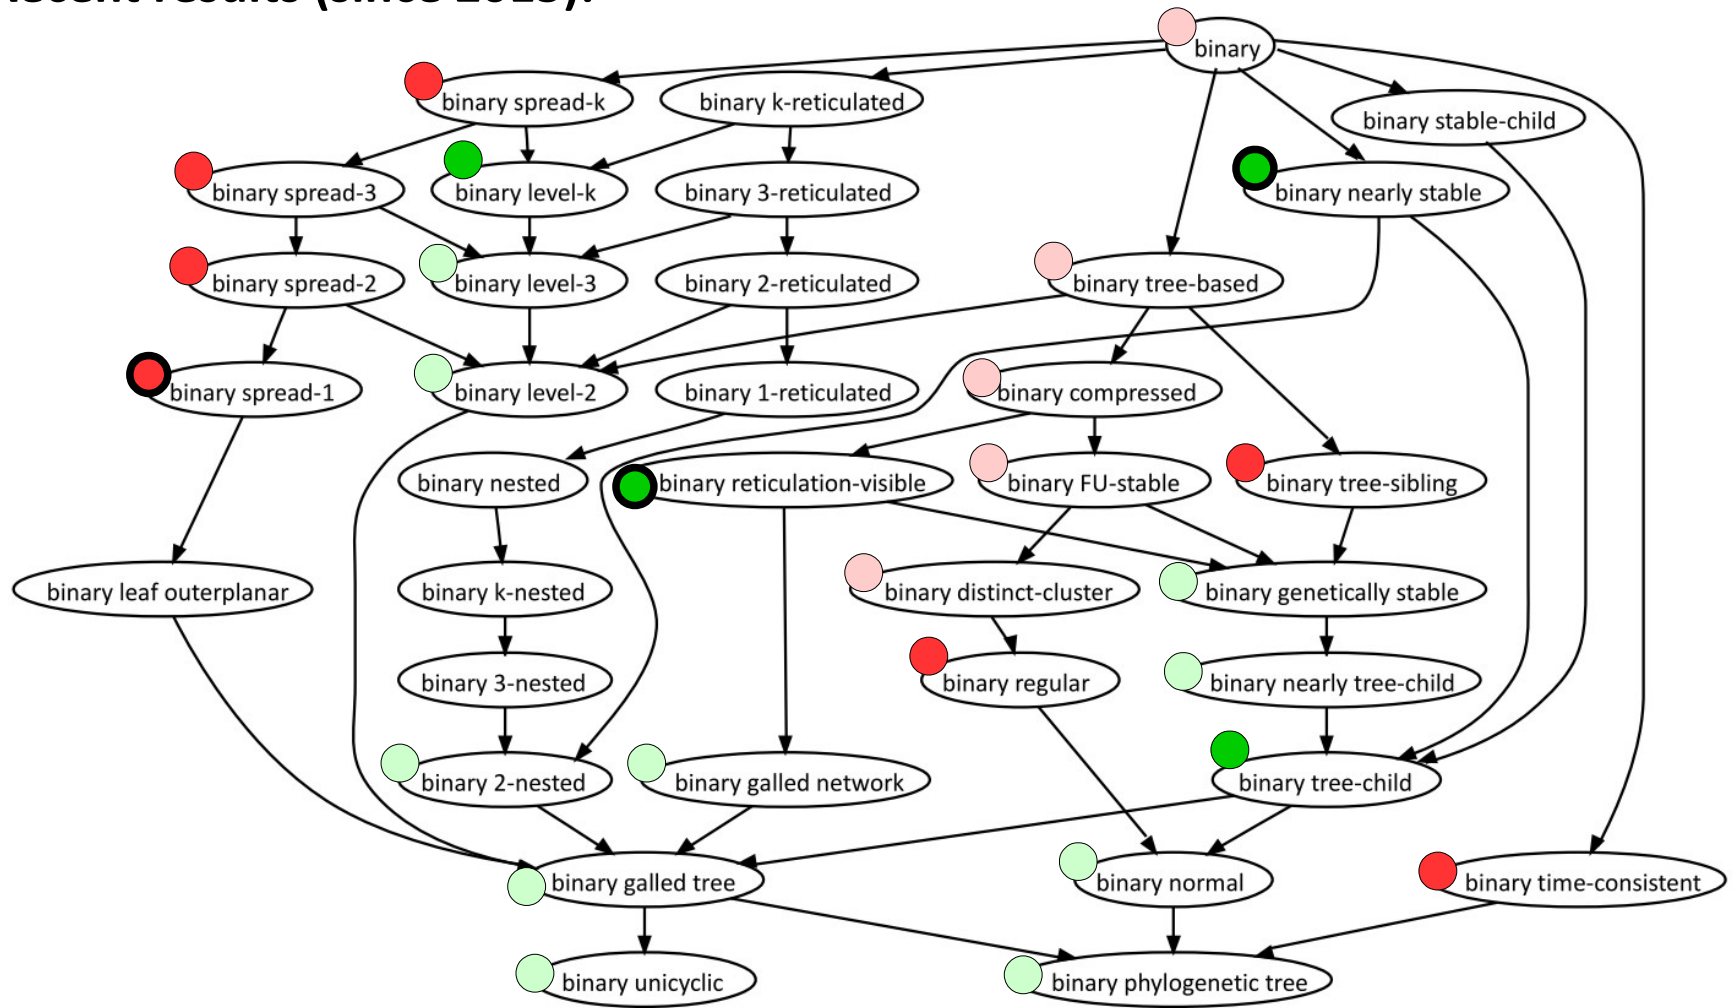 recent results (since 2015):
binary
binary spread-k
binary k-reticulated
binary stable-child
binary spread-3
binary level-k
binary 3-reticulated
binary nearly stable
binary spread-2
binary level-3
binary 2-reticulated
binary tree-based
binary spread-1
binary level-2
binary 1-reticulated
binary compressed
binary nested
binary reticulation-visible
binary FU-stable
binary tree-sibling
binary leaf outerplanar
binary k-nested
binary distinct-cluster
binary genetically stable
binary 3-nested
binary regular
binary nearly tree-child
binary 2-nested
binary galled network
binary tree-child
binary galled tree
binary normal
binary time-consistent
binary unicyclic
binary phylogenetic tree